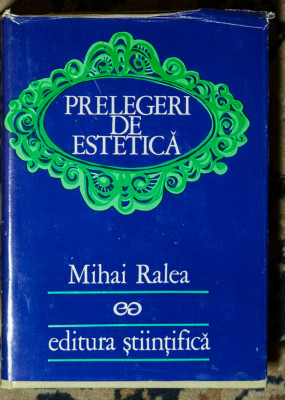 PRELEGERI
DE
ESTETICĂ
Mihai Ralea
editura științifică